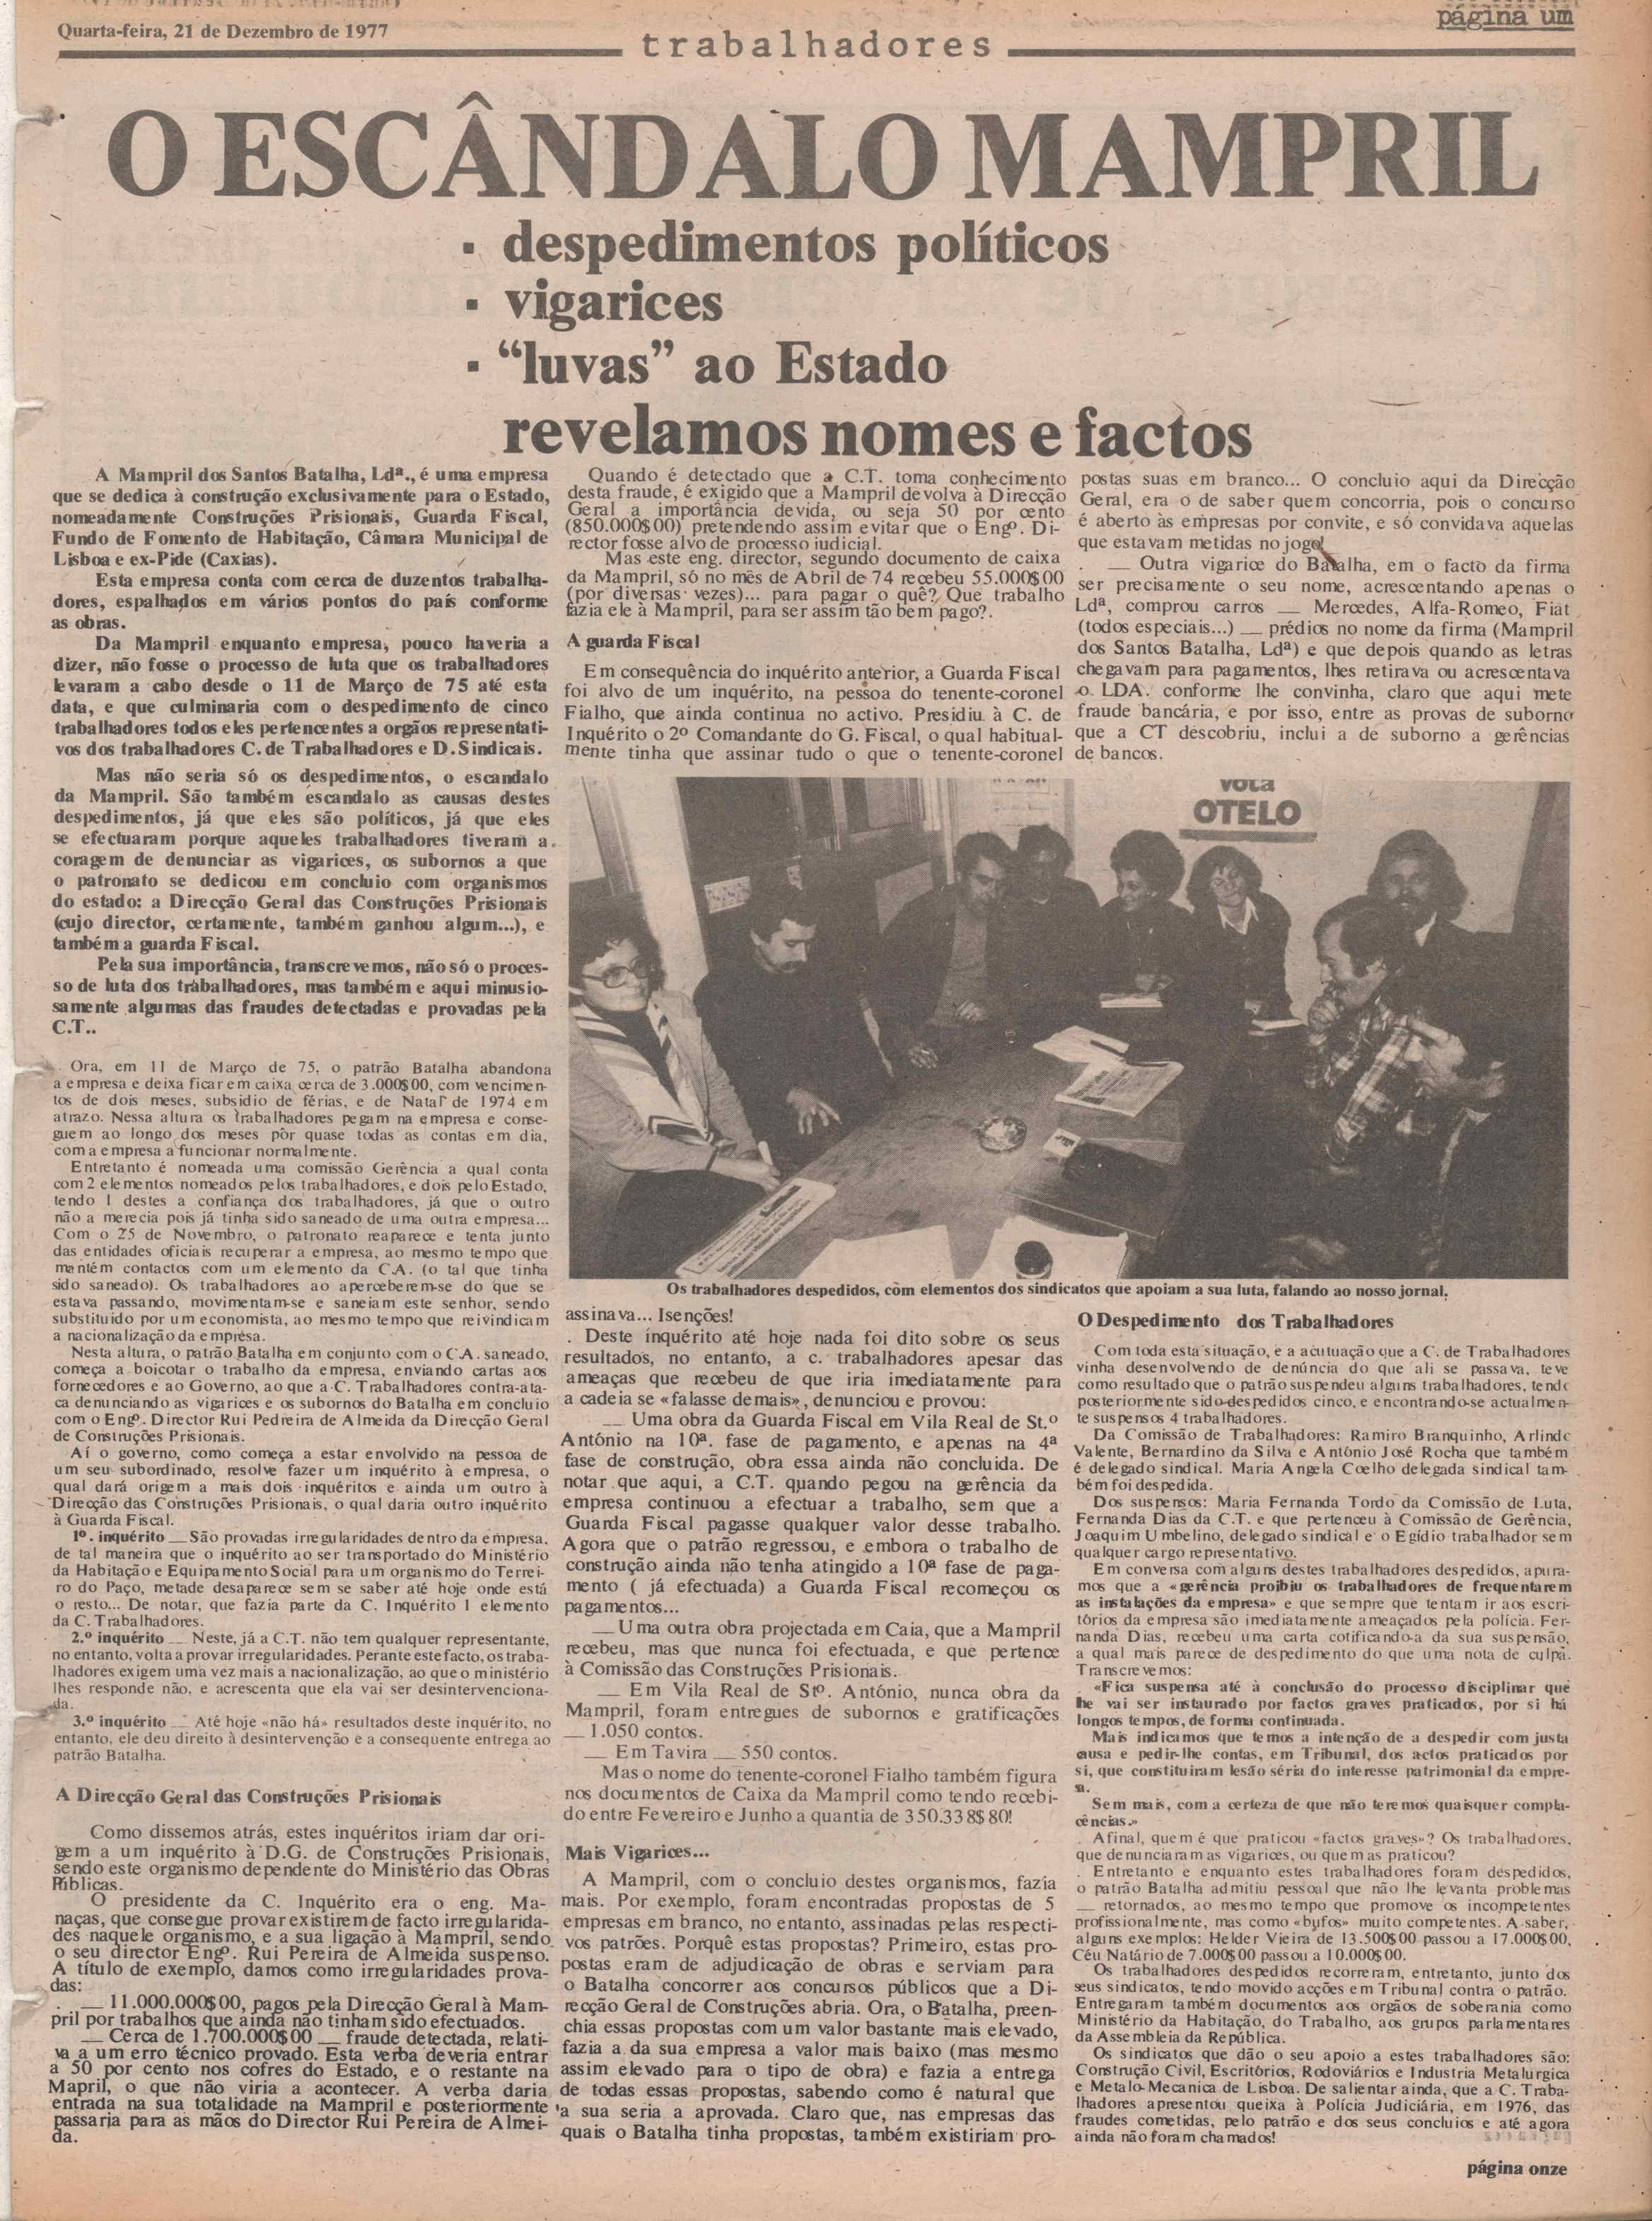 Quarta-feira, 21 de Dezembro de 1977
trabalhadores
página um
O ESCÂNDALO MAMPRIL
· despedimentos políticos
· vigarices
· “luvas” ao Estado
revelamos nomes e factos
A Mampril dos Santos Batalha, Ldª., é uma empresa
que se dedica à construção exclusivamente para o Estado,
nomeadamente Construções Prisionais, Guarda Fiscal,
Fundo de Fomento de Habitação, Câmara Municipal de
Lisboa e ex-Pide (Caxias).
Esta empresa conta com cerca de duzentos trabalha-
dores, espalhados em vários pontos do país conforme
as obras.
Da Mampril enquanto empresa, pouco haveria a
dizer, não fosse o processo de luta que os trabalhadores
levaram a cabo desde o 11 de Março de 75 até esta
data, e que culminaria com o despedimento de cinco
trabalhadores todos eles pertencentes a orgãos representati-
vos dos trabalhadores C. de Trabalhadores e D. Sindicais.
Mas não seria só os despedimentos, o escandalo
da Mampril. São também escandalo as causas destes
despedimentos, já que eles são políticos, já que eles
se efectuaram porque aqueles trabalhadores tiveram a
coragem de denunciar as vigarices, os subornos a que
o patronato se dedicou em concluio com organismos
do estado: a Direcção Geral das Construções Prisionais
(cujo director, certamente, também ganhou algum...), e
também a guarda Fiscal.
Pela sua importância, transcrevemos, não só o proces-
so de luta dos trabalhadores, mas também e aqui minusio-
samente algumas das fraudes detectadas e provadas pela
C.T..
Ora, em 11 de Março de 75, o patrão Batalha abandona
a empresa e deixa ficar em caixa cerca de 3.000$00, com vencimen-
tos de dois meses, subsidio de férias, e de Natal de 1974 em
atrazo. Nessa altura os trabalhadores pegam na empresa e conse-
guem ao longo dos meses pôr quase todas as contas em dia,
com a empresa a funcionar normalmente.
Entretanto é nomeada uma comissão Gerência a qual conta
com 2 elementos nomeados pelos trabalhadores, e dois pelo Estado,
tendo 1 destes a confiança dos trabalhadores, já que o outro
não a merecia pois já tinha sido saneado de uma outra empresa...
Com o 25 de Novembro, o patronato reaparece e tenta junto
das entidades oficiais recuperar a empresa, ao mesmo tempo que
mantém contactos com um elemento da C.A. (o tal que tinha
sido saneado). Os trabalhadores ao aperceberem-se do que se
estava passando, movimentam-se e saneiam este senhor, sendo
substituido por um economista, ao mesmo tempo que reivindicam
a nacionalização da empresa.
Nesta altura, o patrão Batalha em conjunto com o C.A. saneado,
começa a boicotar o trabalho da empresa, enviando cartas aos
fornecedores e ao Governo, ao que a C. Trabalhadores contra-ata-
ca denunciando as vigarices e os subornos do Batalha em concluio
com o Engº. Director Rui Pedreira de Almeida da Direcção Geral
de Construções Prisionais.
Aí o governo, como começa a estar envolvido na pessoa de
um seu subordinado, resolve fazer um inquérito à empresa, o
qual dará origem a mais dois inquéritos e ainda um outro à
Direcção das Construções Prisionais, o qual daria outro inquérito
à Guarda Fiscal.
1º. inquérito — São provadas irregularidades dentro da empresa,
de tal maneira que o inquérito ao ser transportado do Ministério
da Habitação e Equipamento Social para um organismo do Terrei-
ro do Paço, metade desaparece sem se saber até hoje onde está
o resto... De notar, que fazia parte da C. Inquérito 1 elemento
da C. Trabalhadores.
2.º inquérito — Neste, já a C.T. não tem qualquer representante,
no entanto, volta a provar irregularidades. Perante este facto, os traba-
lhadores exigem uma vez mais a nacionalização, ao que o ministério
lhes responde não, e acrescenta que ela vai ser desintervenciona-
da.
3.º inquérito — Até hoje «não há» resultados deste inquérito, no
entanto, ele deu direito à desintervenção e a consequente entrega ao
patrão Batalha.
A Direcção Geral das Construções Prisionais
Como dissemos atrás, estes inquéritos iriam dar ori-
gem a um inquérito à D.G. de Construções Prisionais,
sendo este organismo dependente do Ministério das Obras
Públicas.
O presidente da C. Inquérito era o eng. Ma-
naças, que consegue provar existirem de facto irregularida-
des naquele organismo, e a sua ligação à Mampril, sendo
o seu director Engº. Rui Pereira de Almeida suspenso.
A título de exemplo, damos como irregularidades prova-
das:
— 11.000.000$00, pagos pela Direcção Geral à Mam-
pril por trabalhos que ainda não tinham sido efectuados.
— Cerca de 1.700.000$00 — fraude detectada, relati-
va a um erro técnico provado. Esta verba deveria entrar
a 50 por cento nos cofres do Estado, e o restante na
Mapril, o que não viria a acontecer. A verba daria
entrada na sua totalidade na Mampril e posteriormente
passaria para as mãos do Director Rui Pereira de Almei-
da.
Quando é detectado que a C.T. toma conhecimento
desta fraude, é exigido que a Mampril devolva à Direcção
Geral a importância devida, ou seja 50 por cento
(850.000$00) pretendendo assim evitar que o Engº. Di-
rector fosse alvo de processo judicial.
Mas este eng. director, segundo documento de caixa
da Mampril, só no mês de Abril de 74 recebeu 55.000$00
(por diversas vezes)... para pagar o quê? Que trabalho
fazia ele à Mampril, para ser assim tão bem pago?.
A guarda Fiscal
Em consequência do inquérito anterior, a Guarda Fiscal
foi alvo de um inquérito, na pessoa do tenente-coronel
Fialho, que ainda continua no activo. Presidiu à C. de
Inquérito o 2º Comandante do G. Fiscal, o qual habitual-
mente tinha que assinar tudo o que o tenente-coronel
postas suas em branco... O concluio aqui da Direcção
Geral, era o de saber quem concorria, pois o concurso
é aberto às empresas por convite, e só convidava aquelas
que estavam metidas no jogo!
— Outra vigarice do Batalha, em o facto da firma
ser precisamente o seu nome, acrescentando apenas o
Ldª, comprou carros — Mercedes, Alfa-Romeo, Fiat
(todos especiais...) — prédios no nome da firma (Mampril
dos Santos Batalha, Ldª) e que depois quando as letras
chegavam para pagamentos, lhes retirava ou acrescentava
o LDA. conforme lhe convinha, claro que aqui mete
fraude bancária, e por isso, entre as provas de suborno
que a CT descobriu, inclui a de suborno a gerências
de bancos.
vota
OTELO
Os trabalhadores despedidos, com elementos dos sindicatos que apoiam a sua luta, falando ao nosso jornal.
assinava... Isenções!
Deste inquérito até hoje nada foi dito sobre os seus
resultados, no entanto, a c. trabalhadores apesar das
ameaças que recebeu de que iria imediatamente para
a cadeia se «falasse demais», denunciou e provou:
— Uma obra da Guarda Fiscal em Vila Real de St.º
António na 10ª. fase de pagamento, e apenas na 4ª
fase de construção, obra essa ainda não concluida. De
notar que aqui, a C.T. quando pegou na gerência da
empresa continuou a efectuar a trabalho, sem que a
Guarda Fiscal pagasse qualquer valor desse trabalho.
Agora que o patrão regressou, e embora o trabalho de
construção ainda não tenha atingido a 10ª fase de paga-
mento ( já efectuada) a Guarda Fiscal recomeçou os
pagamentos...
— Uma outra obra projectada em Caia, que a Mampril
recebeu, mas que nunca foi efectuada, e que pertence
à Comissão das Construções Prisionais.
— Em Vila Real de Stº. António, nunca obra da
Mampril, foram entregues de subornos e gratificações
— 1.050 contos.
— Em Tavira — 550 contos.
Mas o nome do tenente-coronel Fialho também figura
nos documentos de Caixa da Mampril como tendo recebi-
do entre Fevereiro e Junho a quantia de 350.338$80!
Mais Vigarices...
A Mampril, com o concluio destes organismos, fazia
mais. Por exemplo, foram encontradas propostas de 5
empresas em branco, no entanto, assinadas pelas respecti-
vos patrões. Porquê estas propostas? Primeiro, estas pro-
postas eram de adjudicação de obras e serviam para
o Batalha concorrer aos concursos públicos que a Di-
recção Geral de Construções abria. Ora, o Batalha, preen-
chia essas propostas com um valor bastante mais elevado,
fazia a da sua empresa a valor mais baixo (mas mesmo
assim elevado para o tipo de obra) e fazia a entrega
de todas essas propostas, sabendo como é natural que
a sua seria a aprovada. Claro que, nas empresas das
quais o Batalha tinha propostas, também existiriam pro-
O Despedimento dos Trabalhadores
Com toda esta situação, e a acutuação que a C. de Trabalhadores
vinha desenvolvendo de denúncia do que ali se passava, teve
como resultado que o patrão suspendeu alguns trabalhadores, tendo
posteriormente sido despedidos cinco, e encontrando-se actualmen-
te suspensos 4 trabalhadores.
Da Comissão de Trabalhadores: Ramiro Branquinho, Arlindo
Valente, Bernardino da Silva e António José Rocha que também
é delegado sindical. Maria Angela Coelho delegada sindical tam-
bém foi despedida.
Dos suspensos: Maria Fernanda Tordo da Comissão de Luta,
Fernanda Dias da C.T. e que pertenceu à Comissão de Gerência,
Joaquim Umbelino, delegado sindical e o Egídio trabalhador sem
qualquer cargo representativo.
Em conversa com alguns destes trabalhadores despedidos, apura-
mos que a «gerência proibiu os trabalhadores de frequentarem
as instalações da empresa» e que sempre que tentam ir aos escri-
tórios da empresa são imediatamente ameaçados pela polícia. Fer-
nanda Dias, recebeu uma carta cotificando-a da sua suspensão,
a qual mais parece de despedimento do que uma nota de culpa.
Transcrevemos:
«Fica suspensa até à conclusão do processo disciplinar que
lhe vai ser instaurado por factos graves praticados, por si há
longos tempos, de forma continuada.
Mais indicamos que temos a intenção de a despedir com justa
causa e pedir-lhe contas, em Tribunal, dos actos praticados por
si, que constituiram lesão séria do interesse patrimonial da empre-
sa.
Sem mais, com a certeza de que não teremos quaisquer compla-
cências.»
Afinal, quem é que praticou «factos graves»? Os trabalhadores,
que denunciaram as vigarices, ou quem as praticou?
Entretanto e enquanto estes trabalhadores foram despedidos,
o patrão Batalha admitiu pessoal que não lhe levanta problemas
— retornados, ao mesmo tempo que promove os incompetentes
profissionalmente, mas como «bufos» muito competentes. A saber,
alguns exemplos: Helder Vieira de 13.500$00 passou a 17.000$00,
Céu Natário de 7.000$00 passou a 10.000$00.
Os trabalhadores despedidos recorreram, entretanto, junto dos
seus sindicatos, tendo movido acções em Tribunal contra o patrão.
Entregaram também documentos aos orgãos de soberania como
Ministério da Habitação, do Trabalho, aos grupos parlamentares
da Assembleia da República.
Os sindicatos que dão o seu apoio a estes trabalhadores são:
Construção Civil, Escritórios, Rodoviários e Industria Metalurgica
e Metalo-Mecanica de Lisboa. De salientar ainda, que a C. Traba-
lhadores apresentou queixa à Polícia Judiciária, em 1976, das
fraudes cometidas, pelo patrão e dos seus concluios e até agora
ainda não foram chamados!
página onze